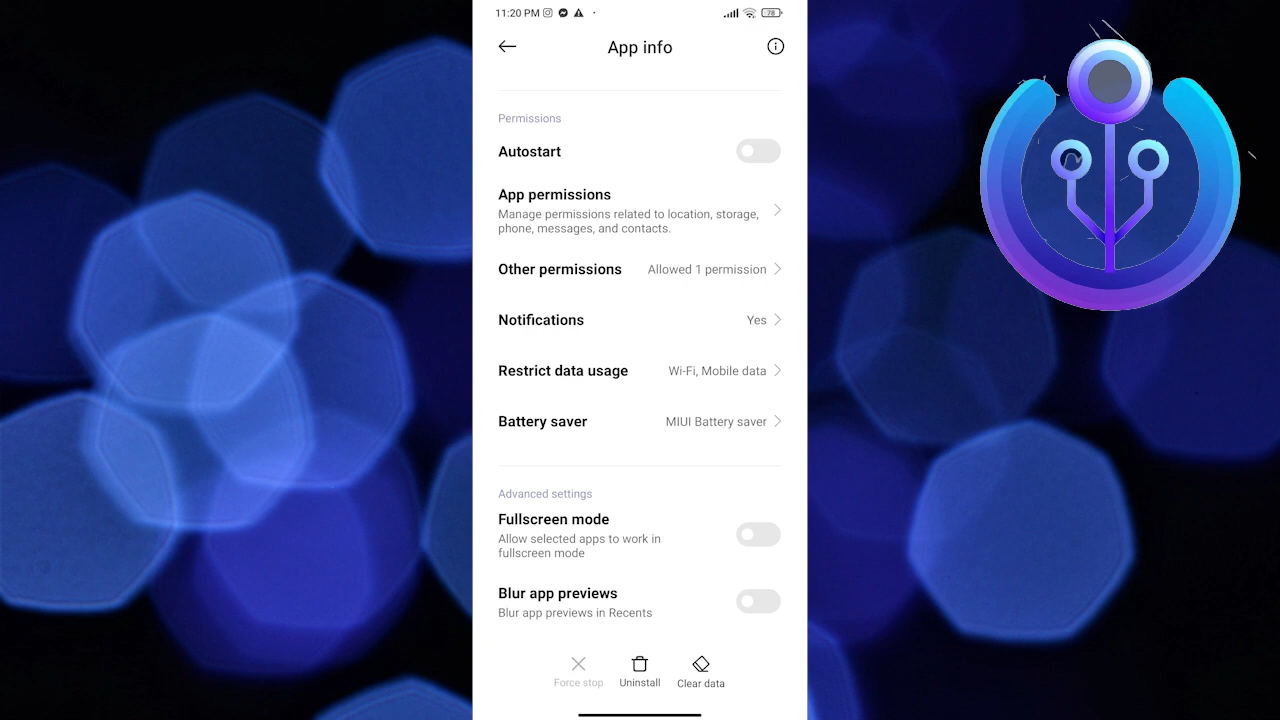 11:20 PM
78
App info
Permissions
Autostart
App permissions
Manage permissions related to location, storage,
phone, messages, and contacts.
Other permissions Allowed 1 permission
Notifications Yes
Restrict data usage Wi-Fi, Mobile data
Battery saver MIUI Battery saver
Advanced settings
Fullscreen mode
Allow selected apps to work in
fullscreen mode
Blur app previews
Blur app previews in Recents
Force stop Uninstall Clear data